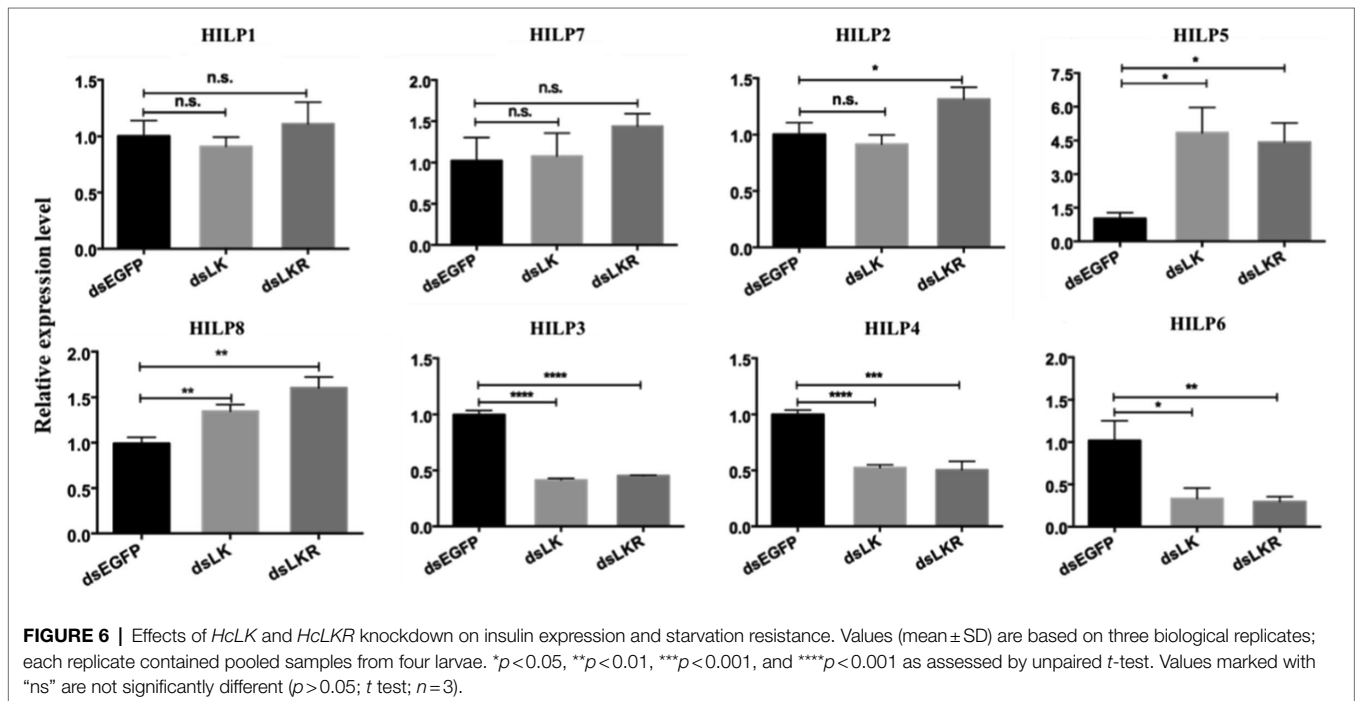 HILP1
HILP7
HILP2
HILP5
Relative expression level
1.5
1.0
0.5
0.0
n.s.
n.s.
dsEGFP
dsLK
dsLKR
2.0
1.5
1.0
0.5
0.0
n.s.
n.s.
dsEGFP
dsLK
dsLKR
1.5
1.0
0.5
0.0
*
n.s.
dsEGFP
dsLK
dsLKR
7.5
6.0
4.5
3.0
1.5
0.0
*
*
dsEGFP
dsLK
dsLKR
HILP8
HILP3
HILP4
HILP6
2.0
1.5
1.0
0.5
0.0
**
**
dsEGFP
dsLK
dsLKR
1.5
1.0
0.5
0.0
****
****
dsEGFP
dsLK
dsLKR
1.5
1.0
0.5
0.0
***
****
dsEGFP
dsLK
dsLKR
2.0
1.5
1.0
0.5
0.0
**
*
dsEGFP
dsLK
dsLKR
FIGURE 6 | Effects of HcLK and HcLKR knockdown on insulin expression and starvation resistance. Values (mean ± SD) are based on three biological replicates;
each replicate contained pooled samples from four larvae. *p < 0.05, **p < 0.01, ***p < 0.001, and ****p < 0.001 as assessed by unpaired t-test. Values marked with
“ns” are not significantly different (p > 0.05; t test; n = 3).